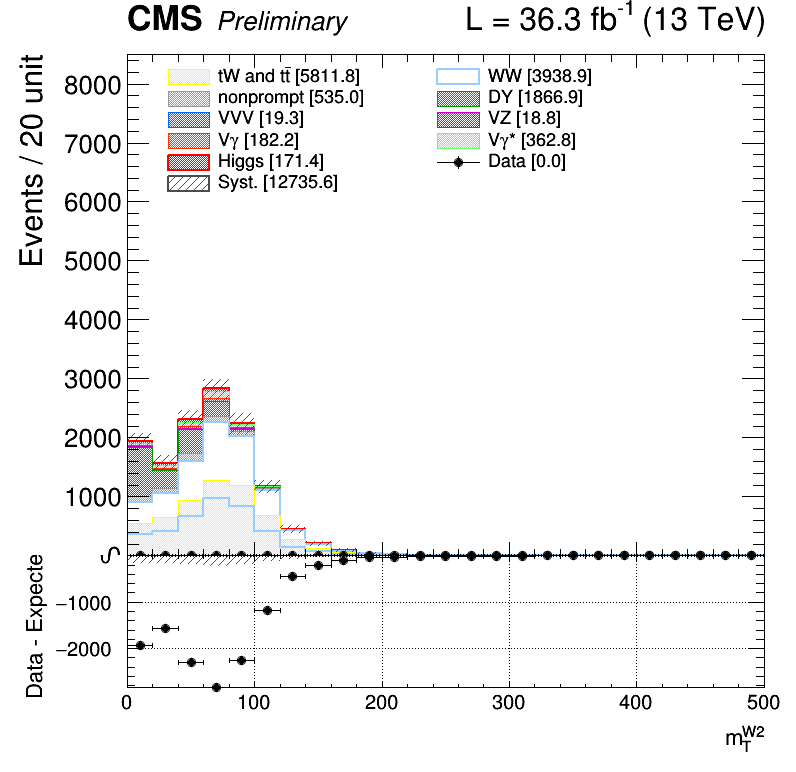 CMS Preliminary L = 36.3 fb⁻¹ (13 TeV)
Events / 20 unit
8000
7000
6000
5000
4000
3000
2000
1000
0
tW and tt̄ [5811.8]
nonprompt [535.0]
VVV [19.3]
Vγ [182.2]
Higgs [171.4]
Syst. [12735.6]
WW [3938.9]
DY [1866.9]
VZ [18.8]
Vγ* [362.8]
Data [0.0]
Data - Expecte
0
−1000
−2000
0 100 200 300 400 500
m_T^W2